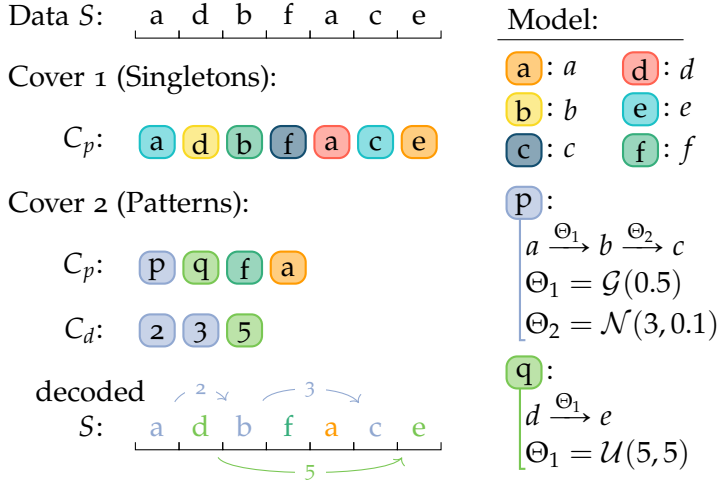 Data S: a d b f a c e
Cover 1 (Singletons):
C_p: a d b f a c e
Cover 2 (Patterns):
C_p: p q f a
C_d: 2 3 5
decoded
2 3
S: a d b f a c e
5
Model:
a : a d : d
b : b e : e
c : c f : f
p :
a —Θ₁→ b —Θ₂→ c
Θ₁ = 𝒢(0.5)
Θ₂ = 𝒩(3, 0.1)
q :
d —Θ₁→ e
Θ₁ = 𝒰(5, 5)